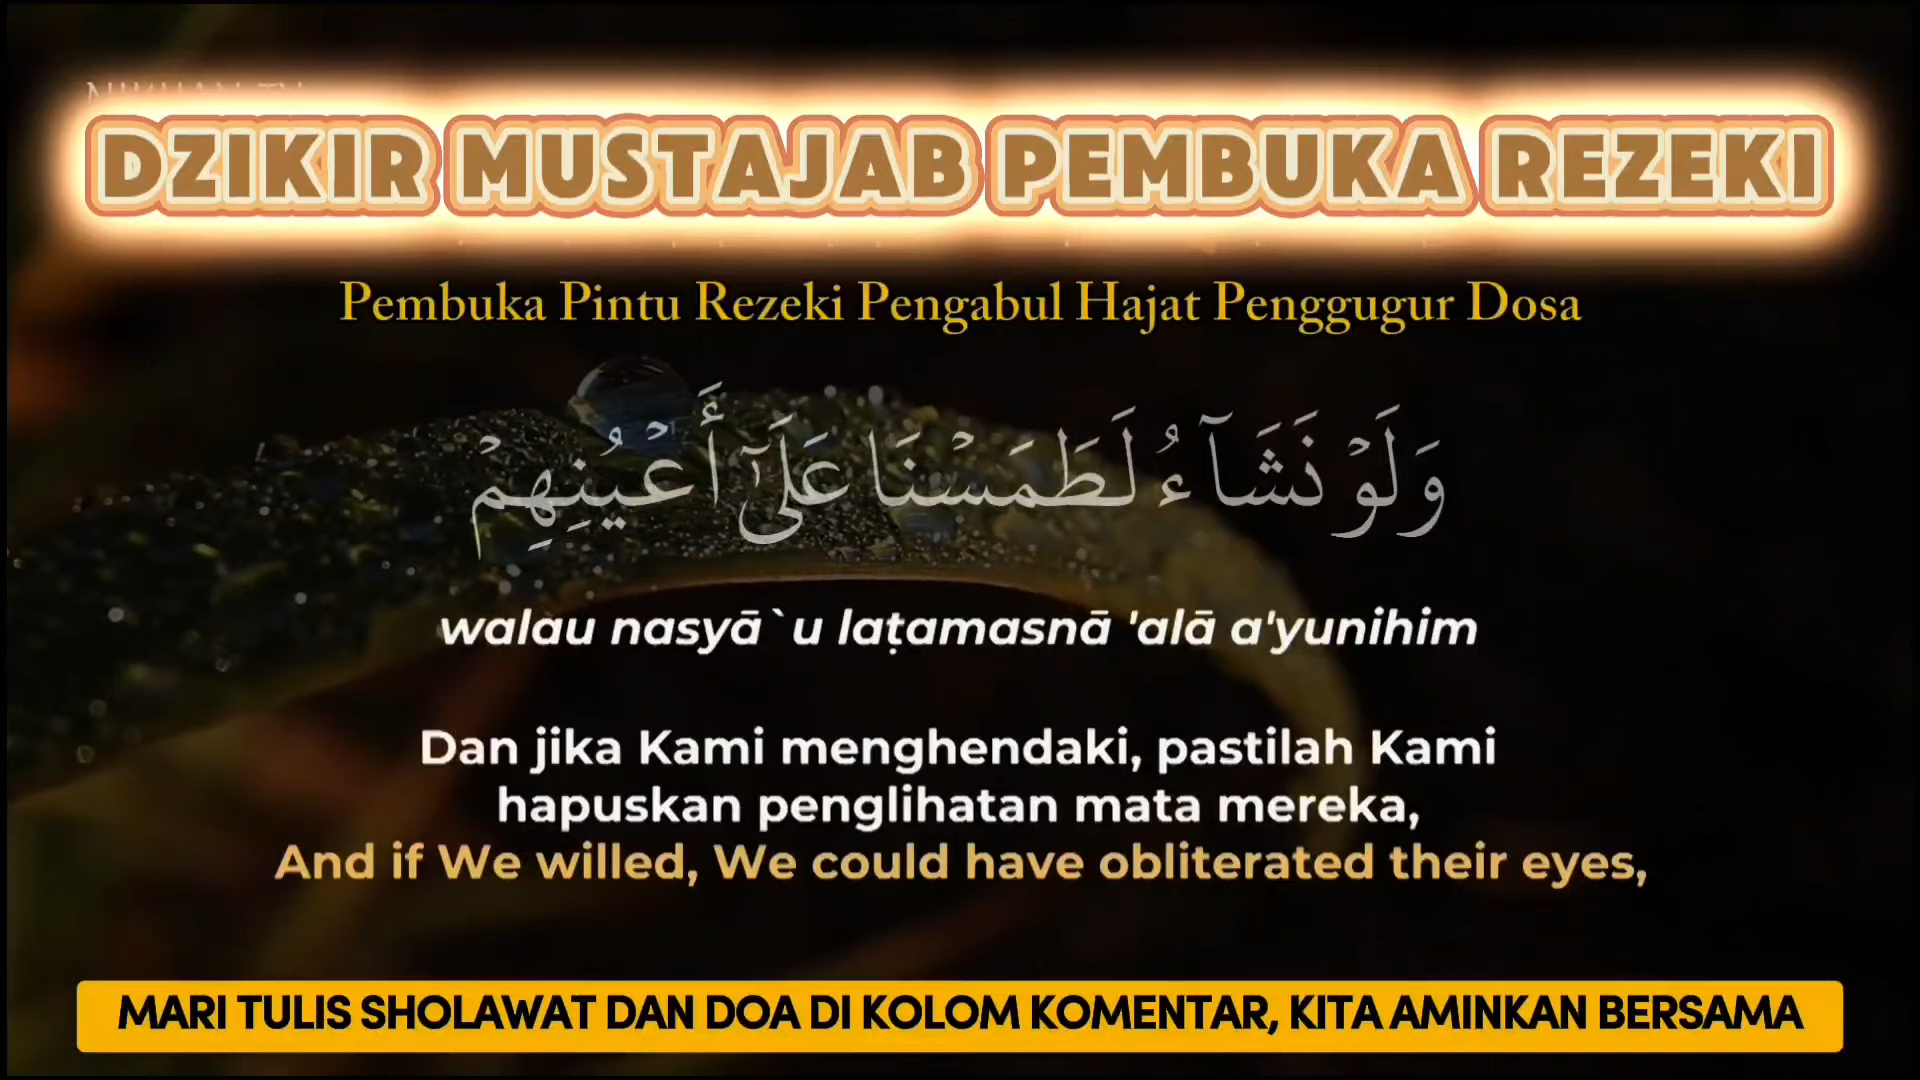 DZIKIR MUSTAJAB PEMBUKA REZEKI
Pembuka Pintu Rezeki Pengabul Hajat Penggugur Dosa
وَلَوۡ نَشَآءُ لَطَمَسۡنَا عَلَىٰٓ أَعۡيُنِهِمۡ
walau nasyā`u laṭamasnā 'alā a'yunihim
Dan jika Kami menghendaki, pastilah Kami
hapuskan penglihatan mata mereka,
And if We willed, We could have obliterated their eyes,
MARI TULIS SHOLAWAT DAN DOA DI KOLOM KOMENTAR, KITA AMINKAN BERSAMA